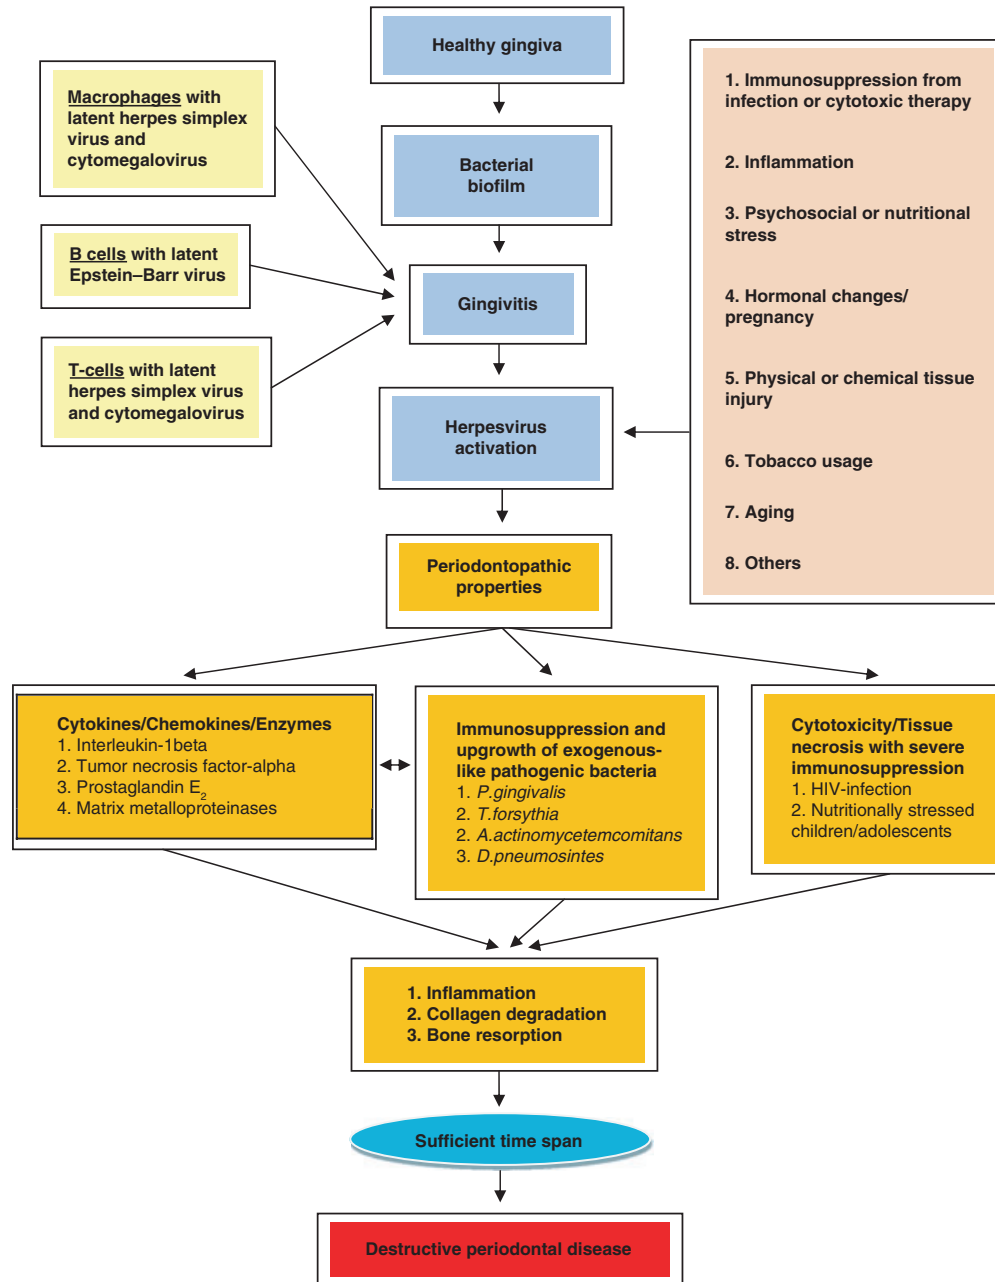 Healthy gingiva
Macrophages with
latent herpes simplex
virus and
cytomegalovirus
Bacterial
biofilm
B cells with latent
Epstein–Barr virus
Gingivitis
T-cells with latent
herpes simplex virus
and cytomegalovirus
Herpesvirus
activation
1. Immunosuppression from
infection or cytotoxic therapy
2. Inflammation
3. Psychosocial or nutritional
stress
4. Hormonal changes/
pregnancy
5. Physical or chemical tissue
injury
6. Tobacco usage
7. Aging
8. Others
Periodontopathic
properties
Cytokines/Chemokines/Enzymes
1. Interleukin-1beta
2. Tumor necrosis factor-alpha
3. Prostaglandin E2
4. Matrix metalloproteinases
Immunosuppression and
upgrowth of exogenous-
like pathogenic bacteria
1. P.gingivalis
2. T.forsythia
2. A.actinomycetemcomitans
3. D.pneumosintes
Cytotoxicity/Tissue
necrosis with severe
immunosuppression
1. HIV-infection
2. Nutritionally stressed
children/adolescents
1. Inflammation
2. Collagen degradation
3. Bone resorption
Sufficient time span
Destructive periodontal disease